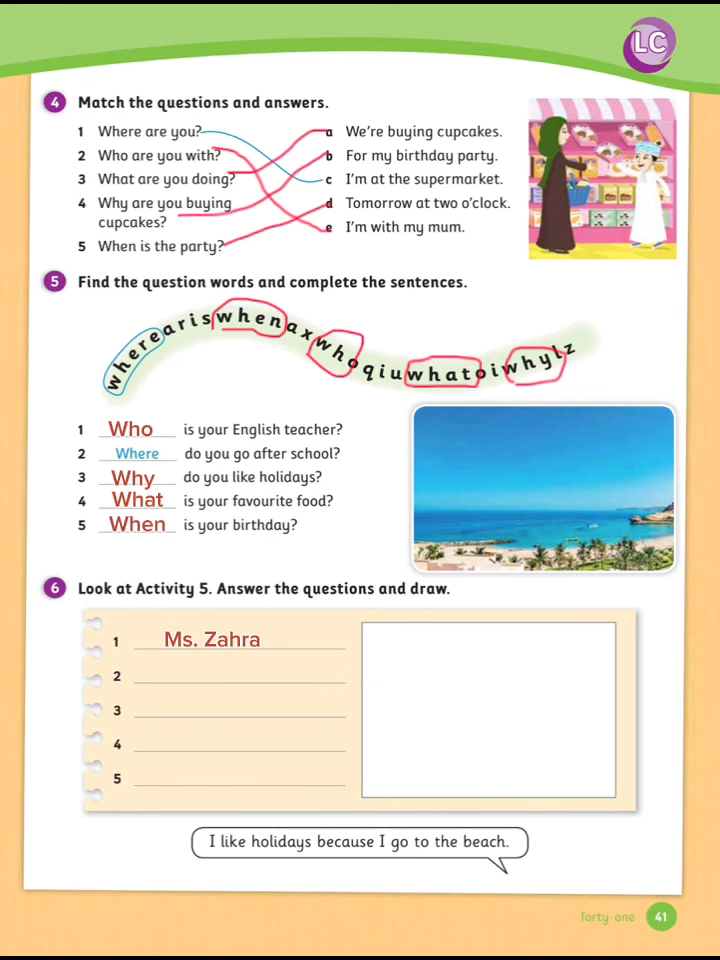 LC
4 Match the questions and answers.
1 Where are you? a We're buying cupcakes.
2 Who are you with? b For my birthday party.
3 What are you doing? c I'm at the supermarket.
4 Why are you buying d Tomorrow at two o'clock.
cupcakes? e I'm with my mum.
5 When is the party?
5 Find the question words and complete the sentences.
whereariswhenaxwhoqiuwhatoiwhylz
1 Who is your English teacher?
2 Where do you go after school?
3 Why do you like holidays?
4 What is your favourite food?
5 When is your birthday?
6 Look at Activity 5. Answer the questions and draw.
1 Ms. Zahra
2
3
4
5
I like holidays because I go to the beach.
forty-one 41